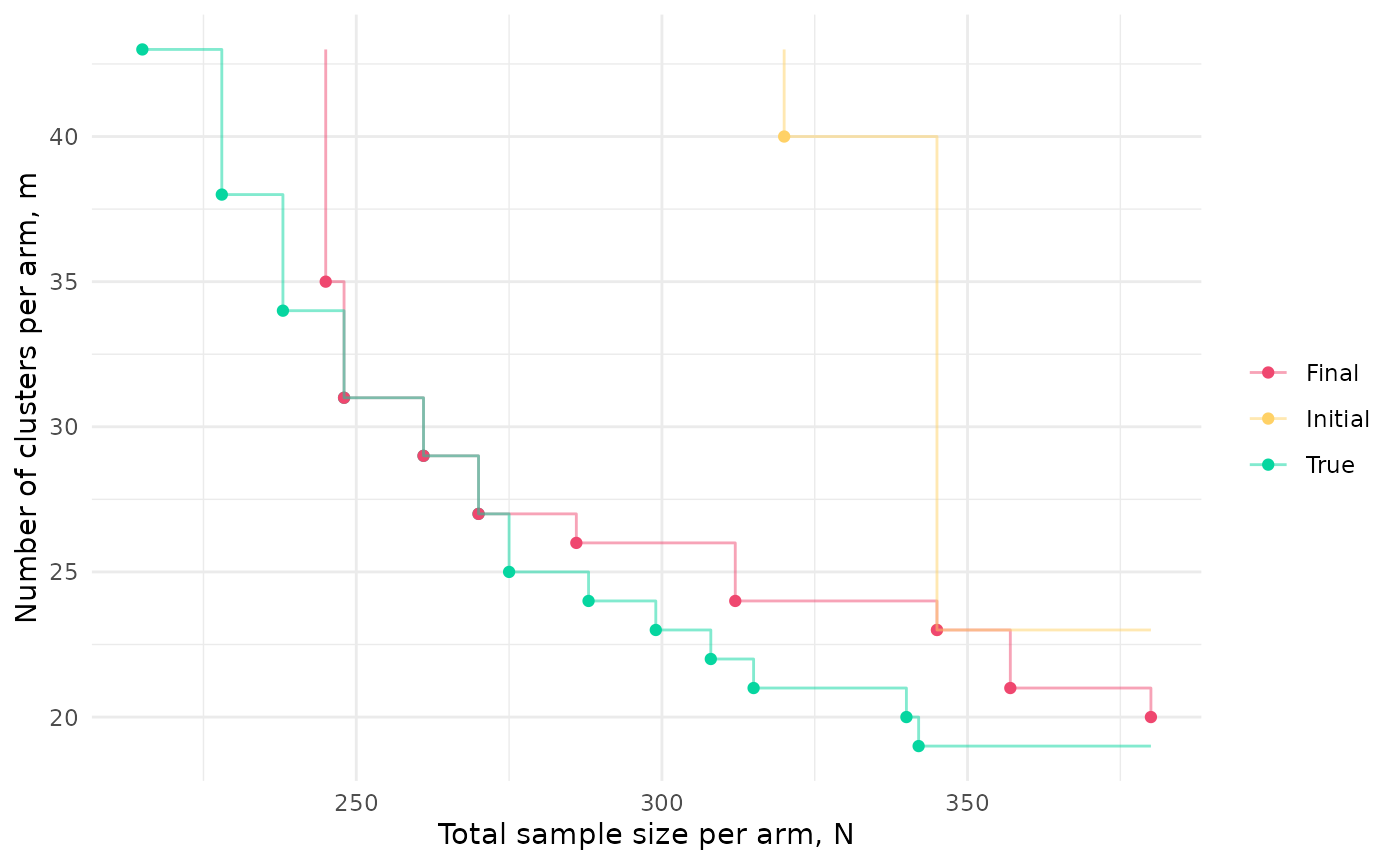 Number of clusters per arm, m
40
35
30
25
20
250
300
350
Total sample size per arm, N
Final
Initial
True